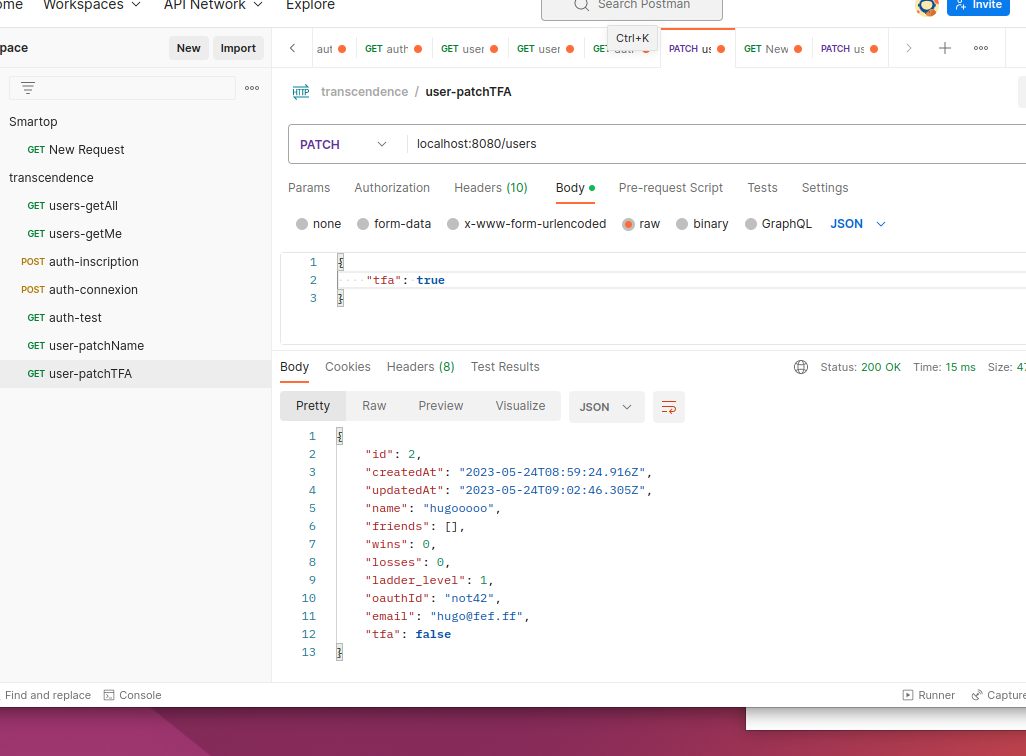 ome Workspaces API Network Explore Search Postman Invite
Ctrl+K
pace New Import
aut GET auth GET user GET user GET PATCH us GET New PATCH us
HTTP transcendence / user-patchTFA
Smartop
GET New Request
transcendence
GET users-getAll
GET users-getMe
POST auth-inscription
POST auth-connexion
GET auth-test
GET user-patchName
GET user-patchTFA
PATCH localhost:8080/users
Params Authorization Headers (10) Body Pre-request Script Tests Settings
none form-data x-www-form-urlencoded raw binary GraphQL JSON
1 {
2 "tfa": true
3 }
Body Cookies Headers (8) Test Results Status: 200 OK Time: 15 ms Size: 47
Pretty Raw Preview Visualize JSON
1 {
2 "id": 2,
3 "createdAt": "2023-05-24T08:59:24.916Z",
4 "updatedAt": "2023-05-24T09:02:46.305Z",
5 "name": "hugooooo",
6 "friends": [],
7 "wins": 0,
8 "losses": 0,
9 "ladder_level": 1,
10 "oauthId": "not42",
11 "email": "hugo@fef.ff",
12 "tfa": false
13 }
Find and replace Console Runner Capture